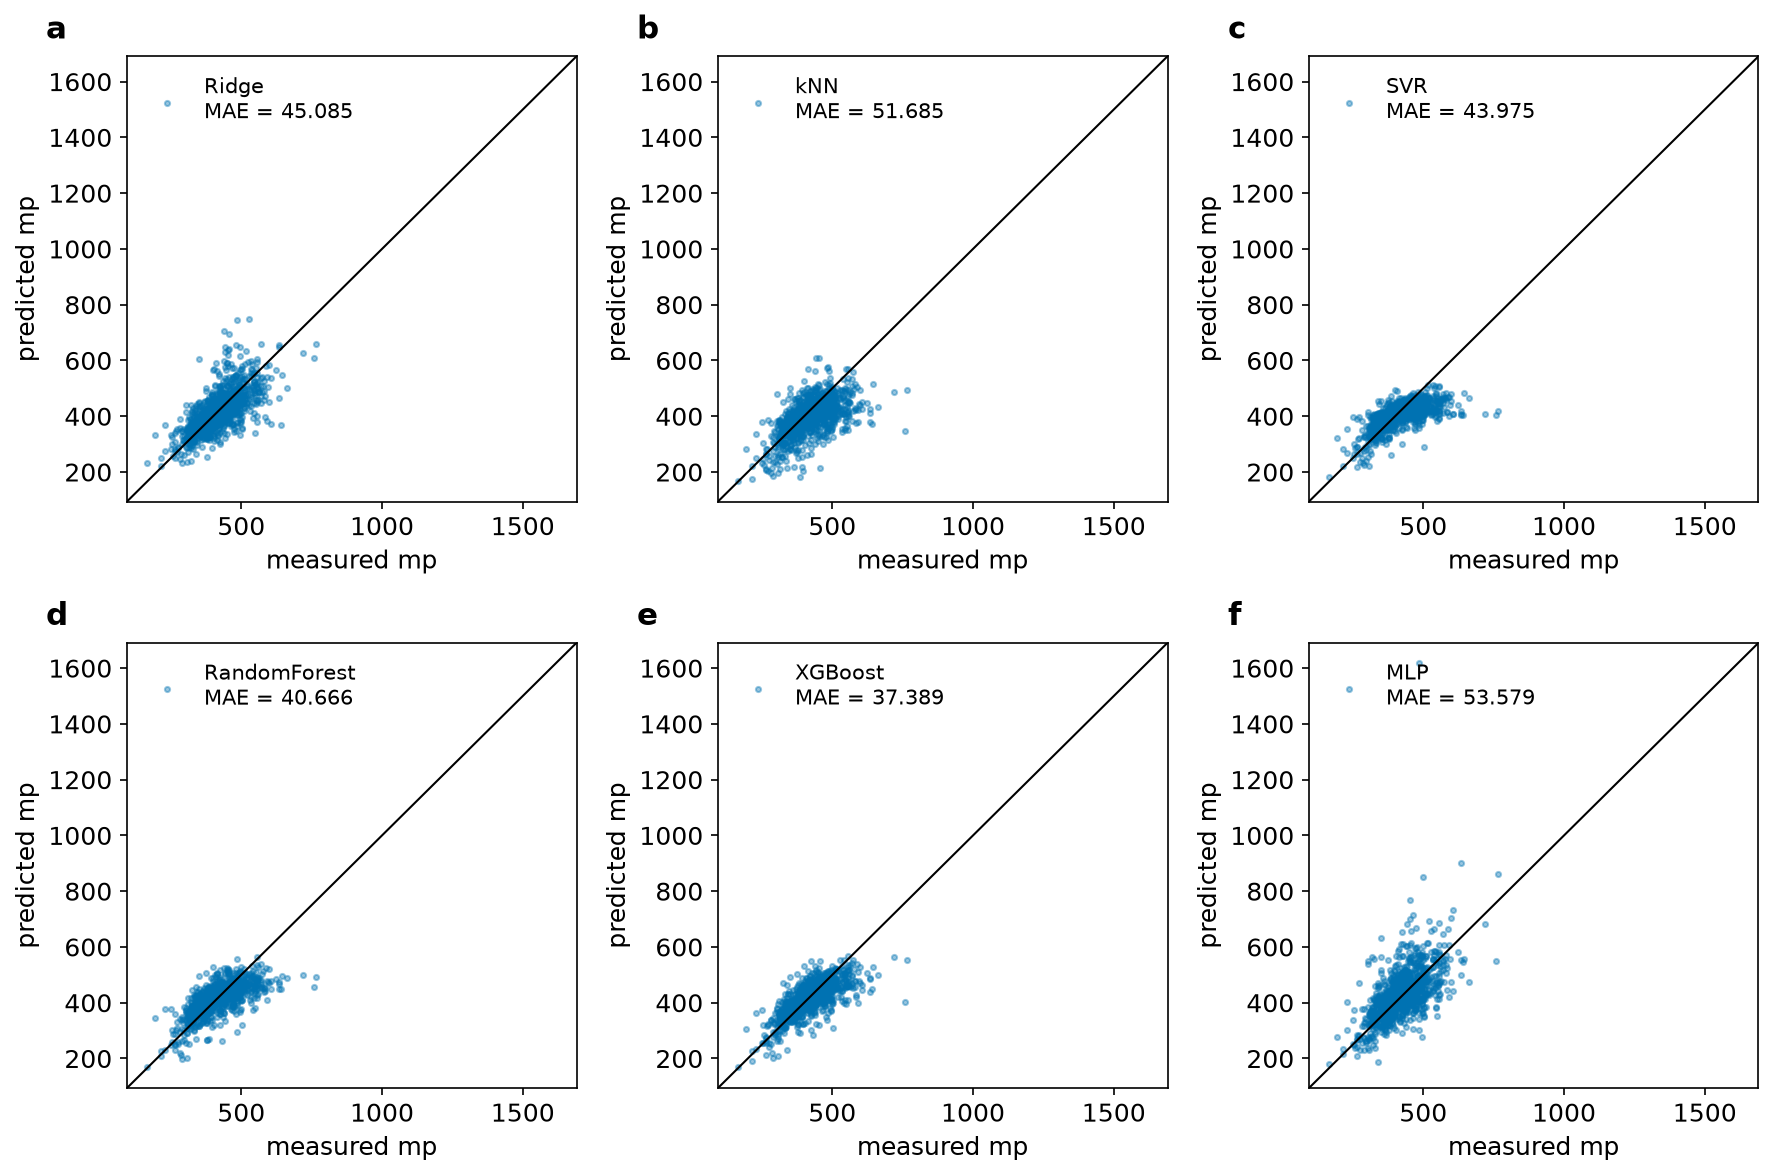 a
Ridge
MAE = 45.085
1600
1400
1200
1000
800
600
400
200
predicted mp
500
1000
1500
measured mp
b
kNN
MAE = 51.685
1600
1400
1200
1000
800
600
400
200
predicted mp
500
1000
1500
measured mp
c
SVR
MAE = 43.975
1600
1400
1200
1000
800
600
400
200
predicted mp
500
1000
1500
measured mp
d
RandomForest
MAE = 40.666
1600
1400
1200
1000
800
600
400
200
predicted mp
500
1000
1500
measured mp
e
XGBoost
MAE = 37.389
1600
1400
1200
1000
800
600
400
200
predicted mp
500
1000
1500
measured mp
f
MLP
MAE = 53.579
1600
1400
1200
1000
800
600
400
200
predicted mp
500
1000
1500
measured mp